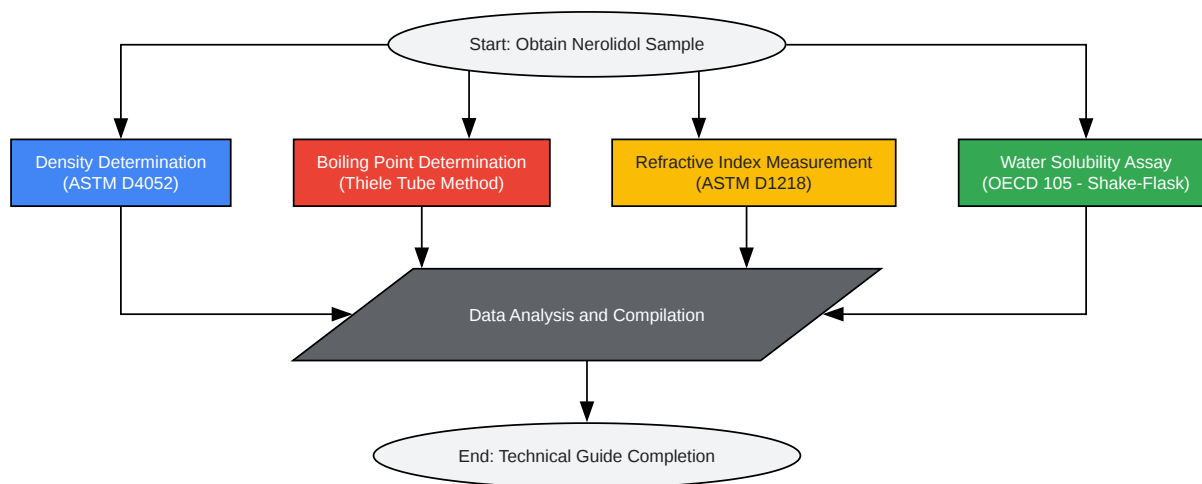 Start: Obtain Nerolidol Sample
Density Determination
(ASTM D4052)
Boiling Point Determination
(Thiele Tube Method)
Refractive Index Measurement
(ASTM D1218)
Water Solubility Assay
(OECD 105 - Shake-Flask)
Data Analysis and Compilation
End: Technical Guide Completion